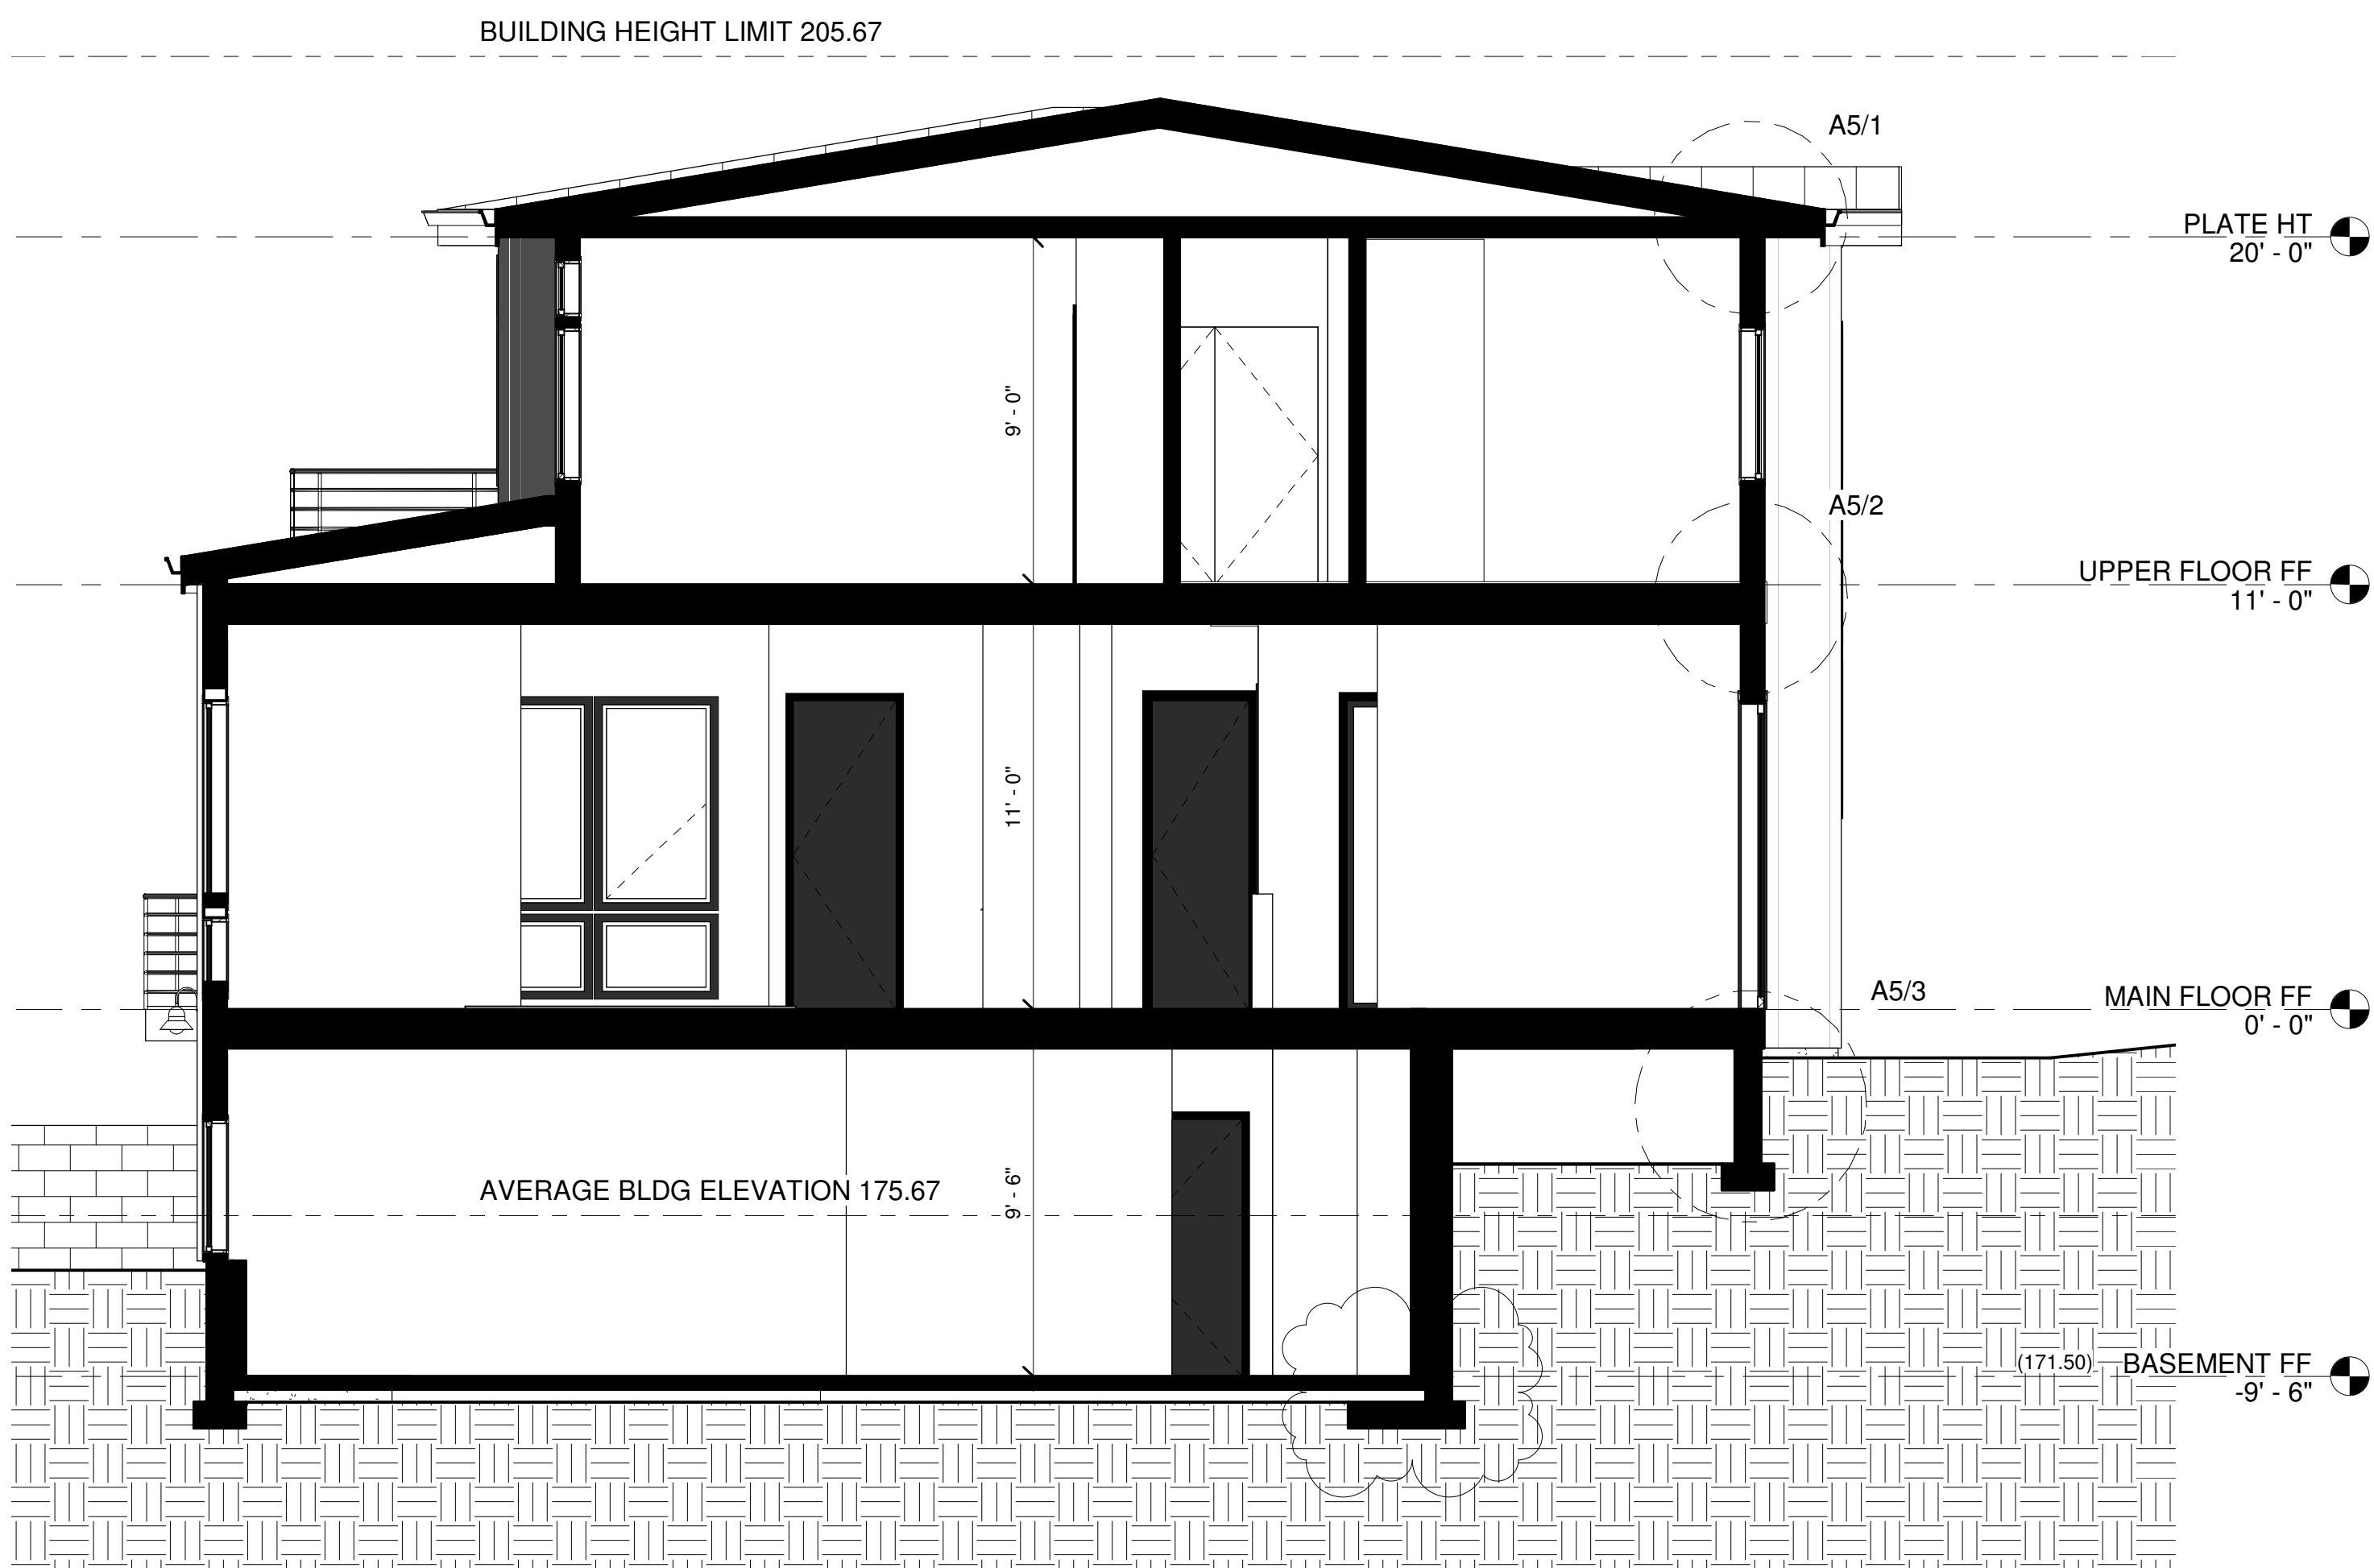 BUILDING HEIGHT LIMIT 205.67
A5/1
PLATE HT
20' - 0"
9' - 0"
A5/2
UPPER FLOOR FF
11' - 0"
11' - 0"
A5/3
MAIN FLOOR FF
0' - 0"
AVERAGE BLDG ELEVATION 175.67
9' - 6"
(171.50) BASEMENT FF
-9' - 6"